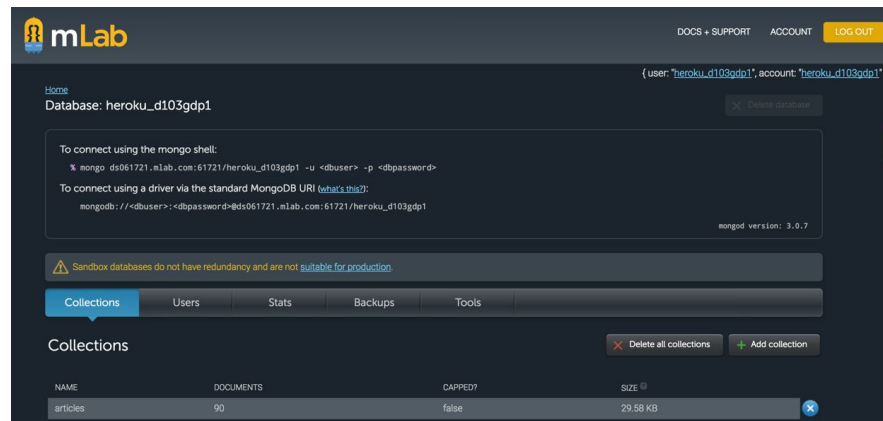 mLab
DOCS + SUPPORT ACCOUNT LOG OUT
{ user: "heroku_d103gdp1", account: "heroku_d103gdp1"
Home
Database: heroku_d103gdp1
Delete database
To connect using the mongo shell:
% mongo ds061721.mlab.com:61721/heroku_d103gdp1 -u <dbuser> -p <dbpassword>
To connect using a driver via the standard MongoDB URI (what's this?):
mongodb://<dbuser>:<dbpassword>@ds061721.mlab.com:61721/heroku_d103gdp1
mongod version: 3.0.7
Sandbox databases do not have redundancy and are not suitable for production.
Collections Users Stats Backups Tools
Collections
Delete all collections + Add collection
NAME DOCUMENTS CAPPED? SIZE
articles 90 false 29.58 KB